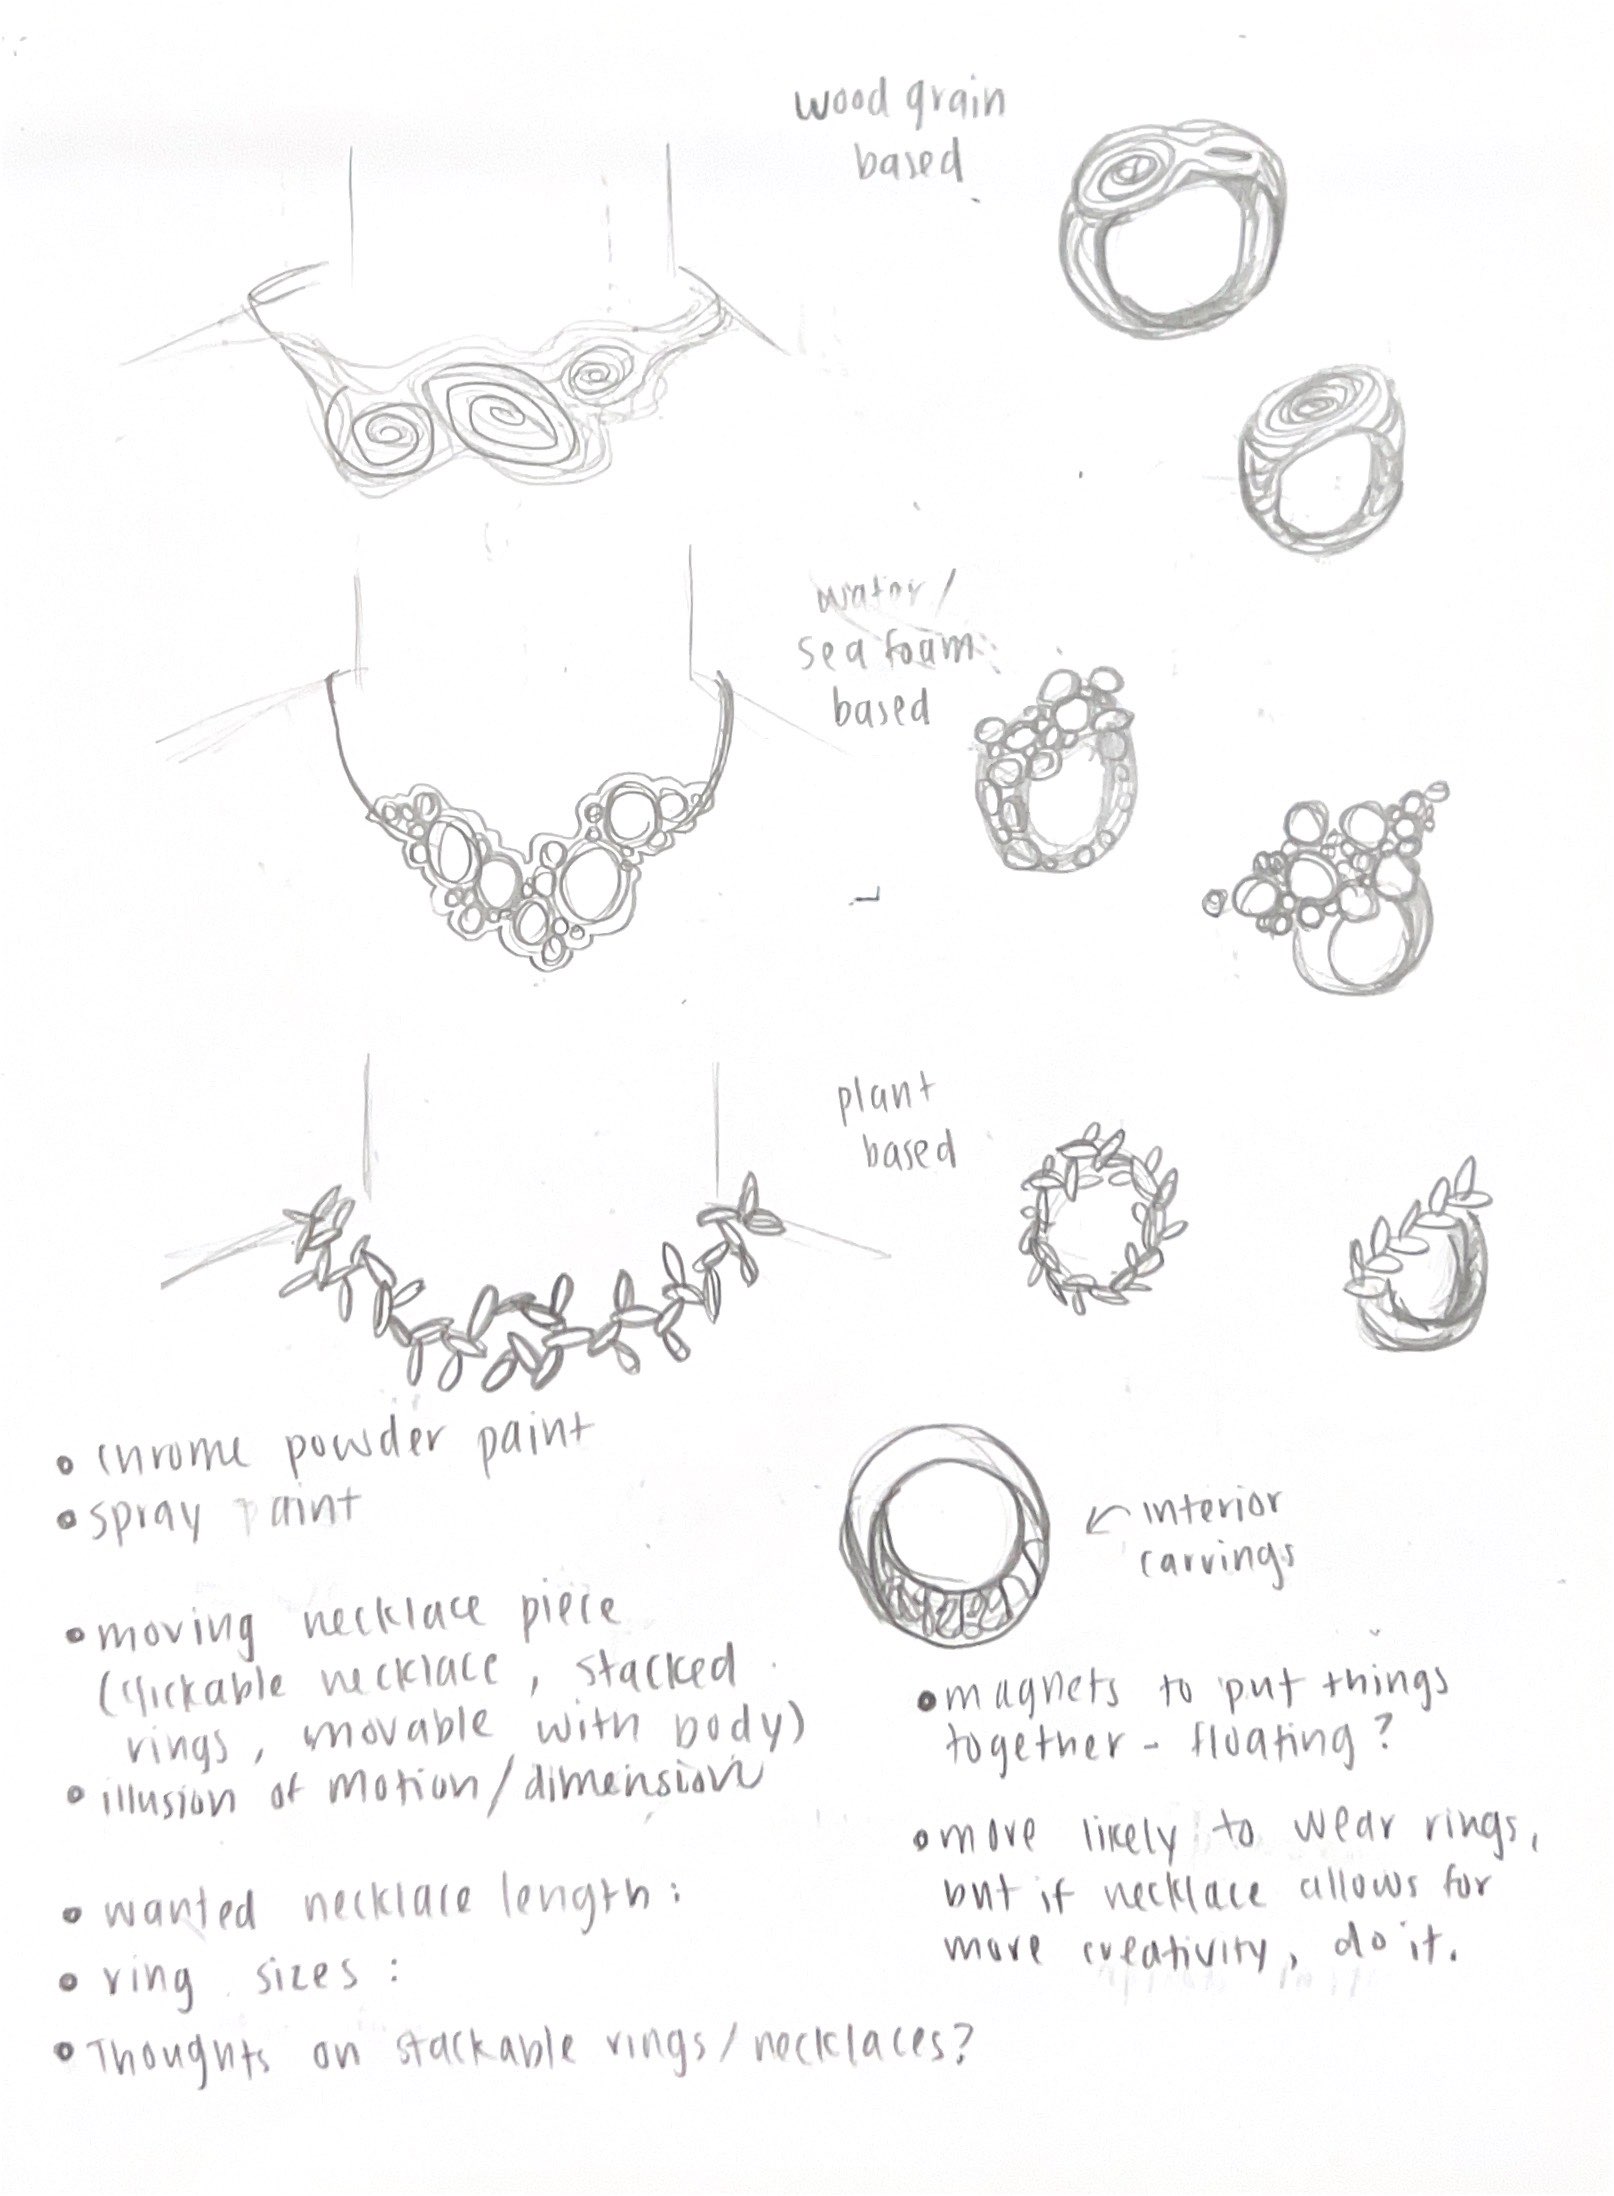 wood grain
based
water/
sea foam
based
plant
based
• chrome powder paint
• spray paint
← interior
carvings
• moving necklace piece
(clickable necklace, stacked
rings, movable with body)
• illusion of motion/dimension
• magnets to put things
together - floating?
• more likely to wear rings,
but if necklace allows for
more creativity, do it.
• wanted necklace length:
• ring sizes:
• Thoughts on stackable rings/necklaces?